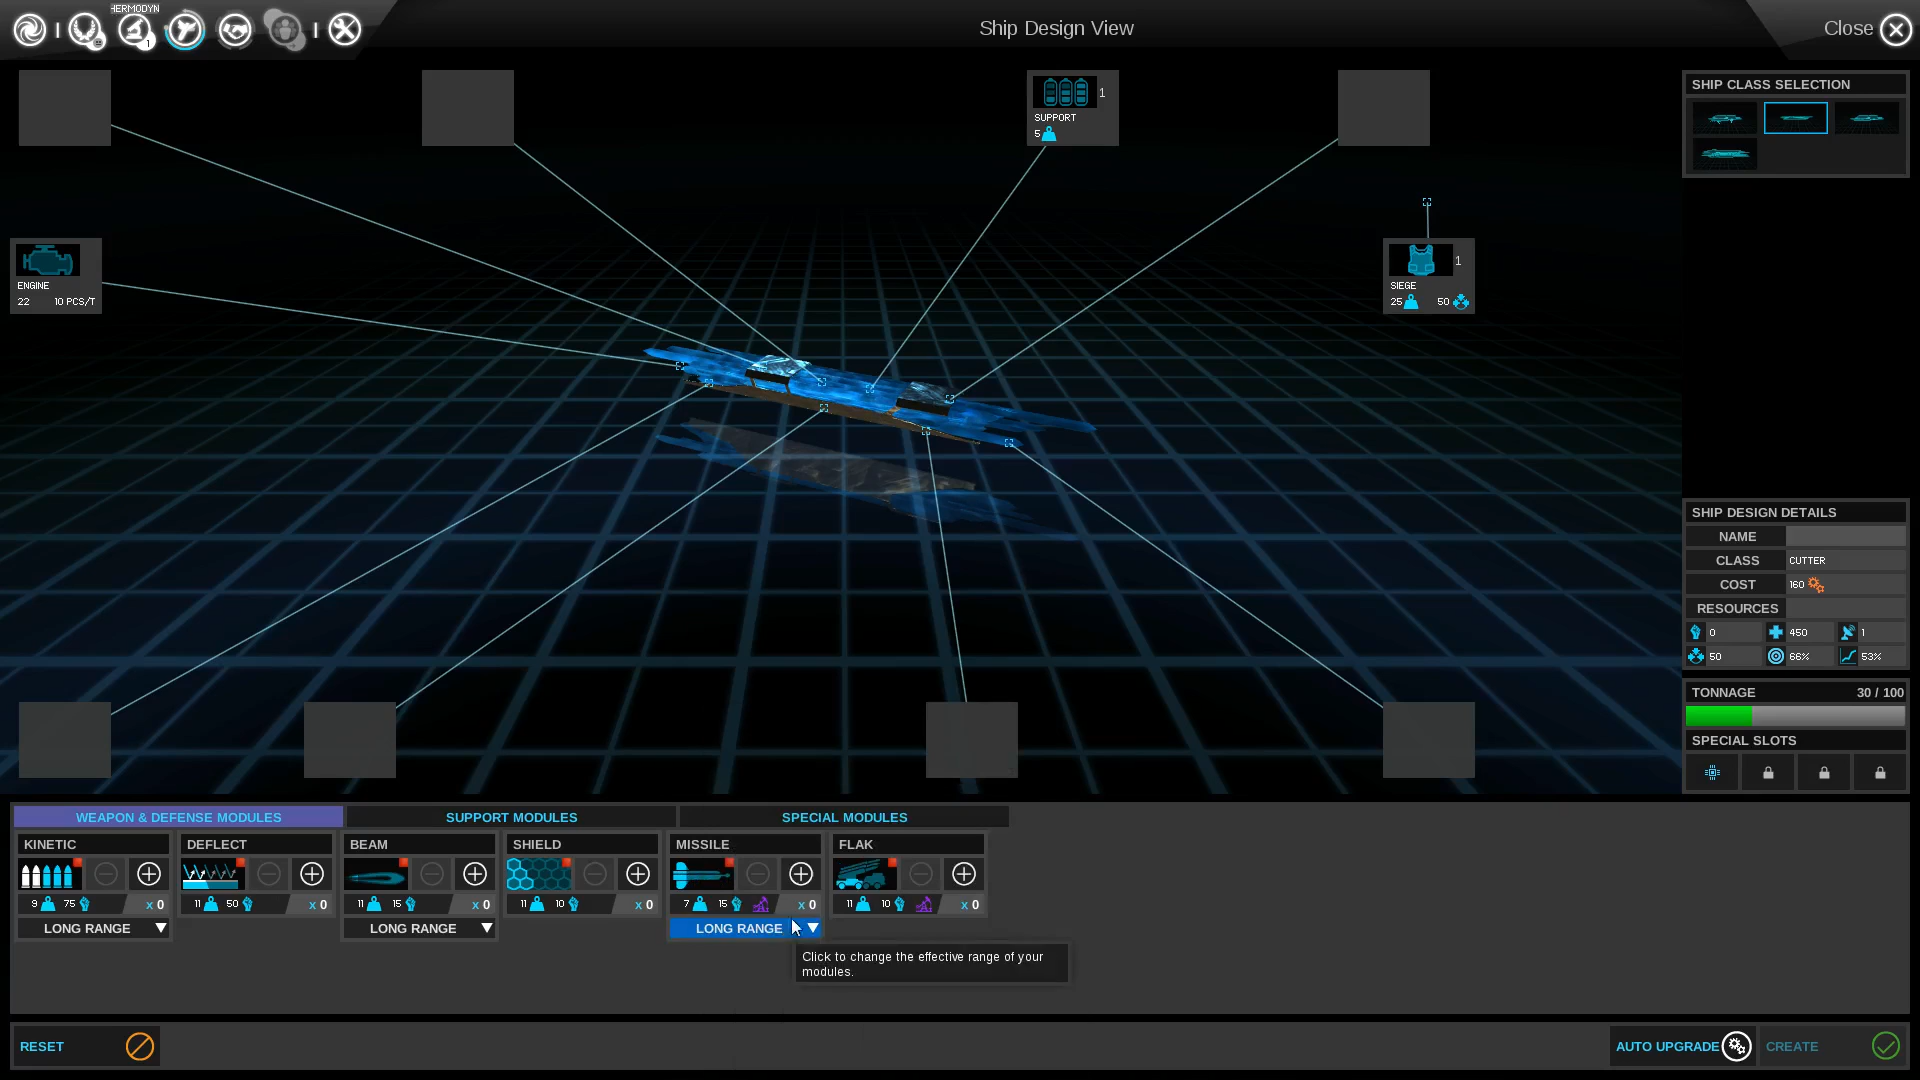 HERMODYN
1
Ship Design View
Close
SHIP CLASS SELECTION
1
SUPPORT
5
ENGINE
22 10 PCS/T
1
SIEGE
25 50
SHIP DESIGN DETAILS
NAME
CLASS CUTTER
COST 160
RESOURCES
0 450 1
50 66% 53%
TONNAGE 30 / 100
SPECIAL SLOTS
WEAPON & DEFENSE MODULES SUPPORT MODULES SPECIAL MODULES
KINETIC DEFLECT BEAM SHIELD MISSILE FLAK
9 75 x 0 11 50 x 0 11 15 x 0 11 10 x 0 7 15 x 0 11 10 x 0
LONG RANGE LONG RANGE LONG RANGE
Click to change the effective range of your
modules.
RESET AUTO UPGRADE CREATE